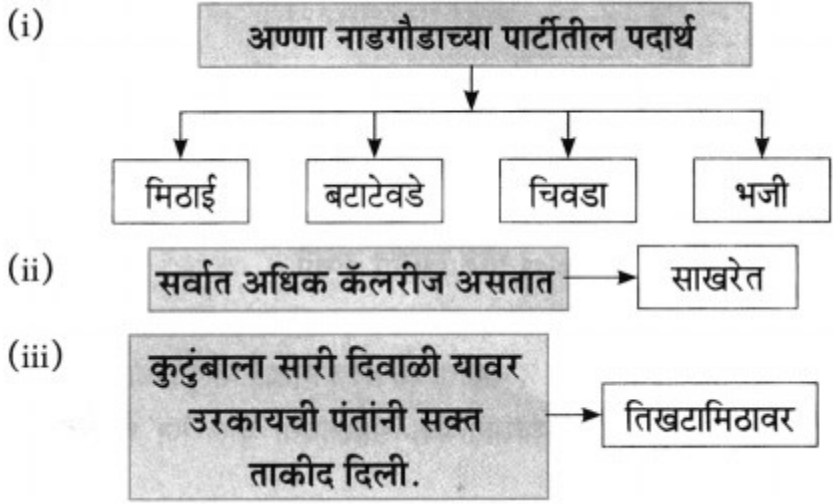 (i)
अण्णा नाडगौडाच्या पार्टीतील पदार्थ
मिठाई बटाटेवडे चिवडा भजी
(ii) सर्वात अधिक कॅलरीज असतात साखरेत
(iii) कुटुंबाला सारी दिवाळी यावर
उरकायची पंतांनी सक्त तिखटामिठावर
ताकीद दिली.